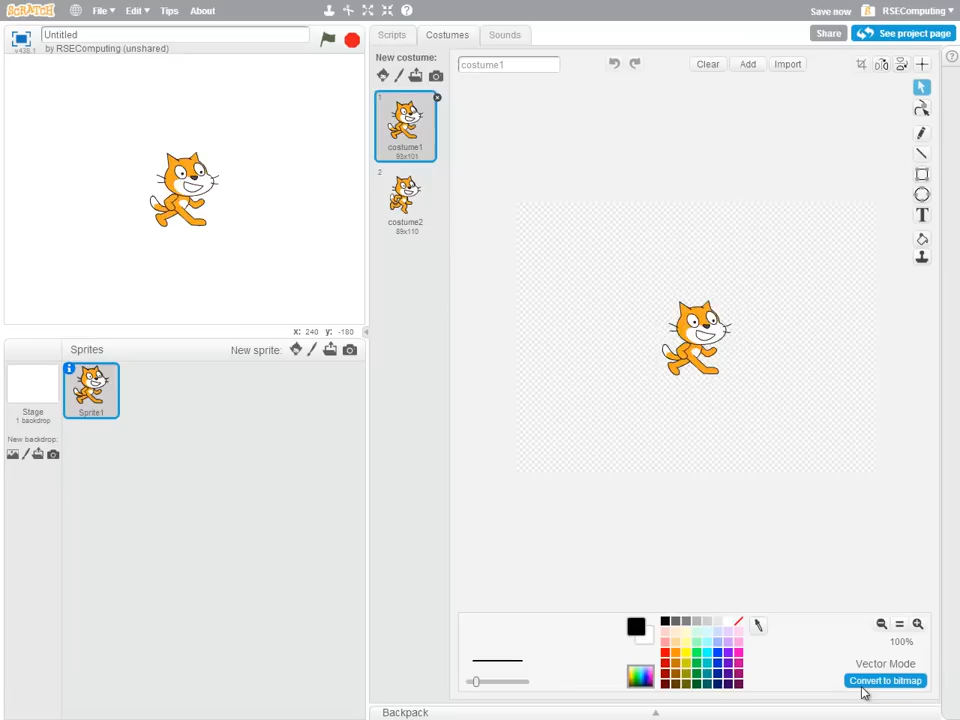 SCRATCH File Edit Tips About Save now RSEComputing
Untitled
by RSEComputing (unshared)
v438.1
Scripts Costumes Sounds
Share See project page
New costume:
costume1
Clear Add Import
1
costume1
93x101
2
costume2
89x110
T
x: 240 y: -180
Sprites New sprite:
Stage
1 backdrop
New backdrop:
Sprite1
100%
Vector Mode
Convert to bitmap
Backpack